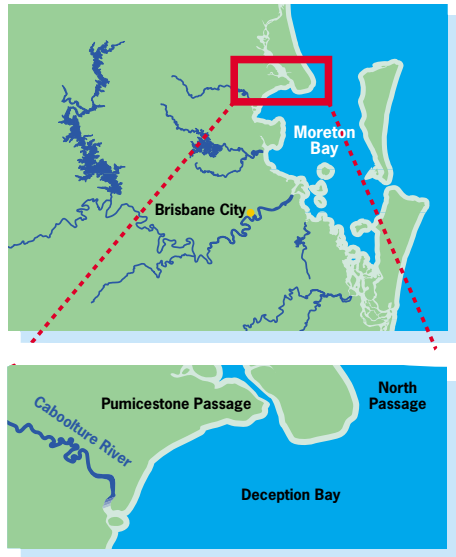 Moreton
Bay
Brisbane City
Pumicestone Passage
North
Passage
Caboolture River
Deception Bay